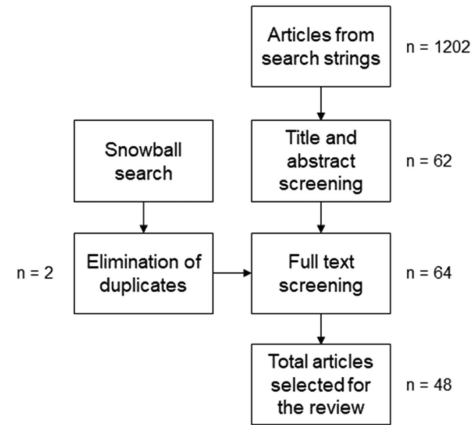 Articles from
search strings
n = 1202
Snowball
search
Title and
abstract
screening
n = 62
n = 2
Elimination of
duplicates
Full text
screening
n = 64
Total articles
selected for
the review
n = 48